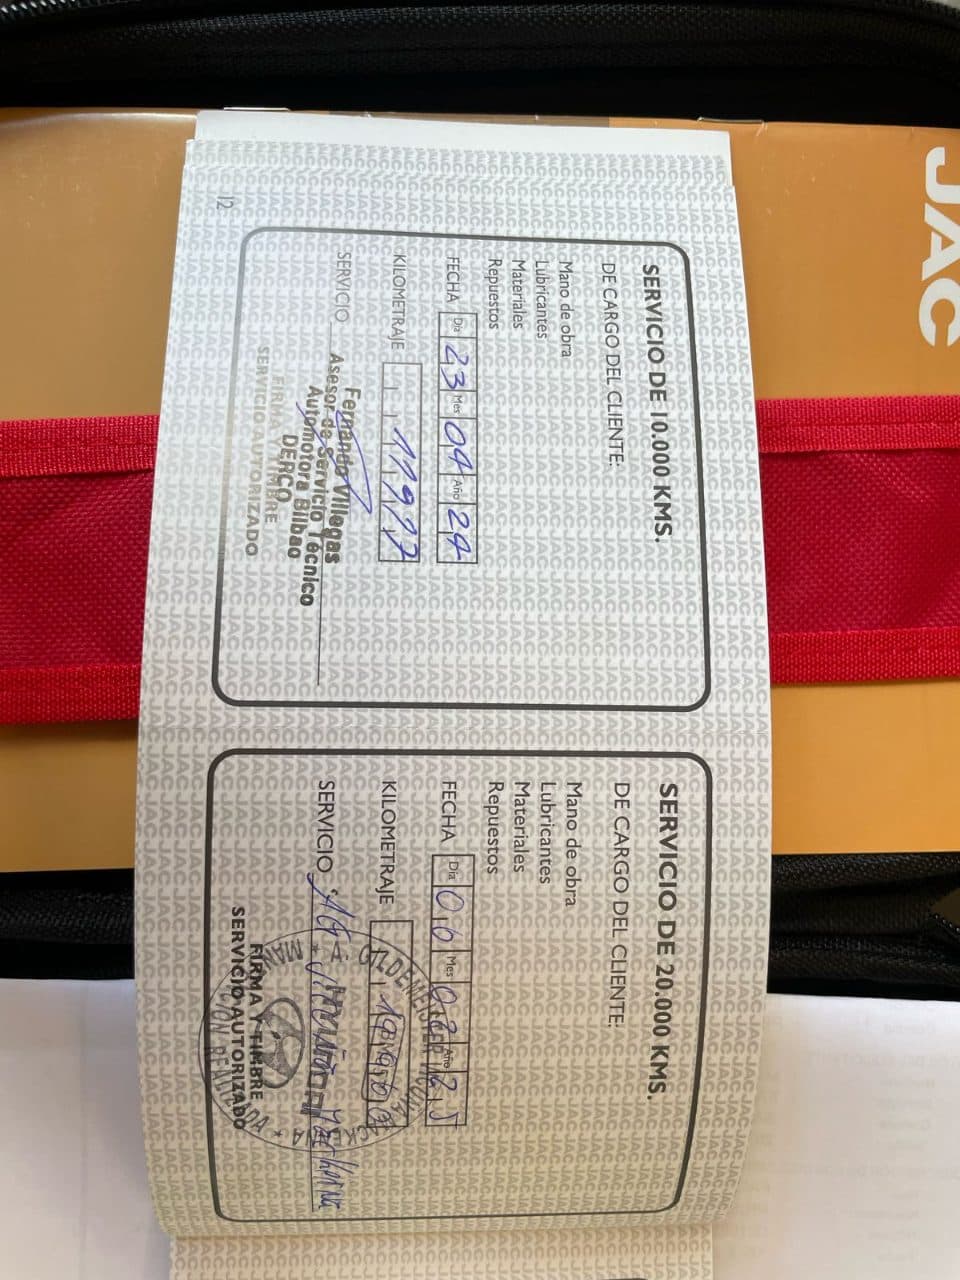 JAC
SERVICIO DE 10.000 KMS.
DE CARGO DEL CLIENTE:
Mano de obra
Lubricantes
Materiales
Repuestos
FECHA Día 23 Mes 04 Año 24
KILOMETRAJE 11977
SERVICIO
Fernando Villegas
Asesor de Servicio Técnico
Automotora Bilbao
DERCO
FIRMA Y TIMBRE
SERVICIO AUTORIZADO
12
SERVICIO DE 20.000 KMS.
DE CARGO DEL CLIENTE:
Mano de obra
Lubricantes
Materiales
Repuestos
FECHA Día 06 Mes 02 Año 25
KILOMETRAJE
SERVICIO
GILDEMEISTER
FIRMA Y TIMBRE
SERVICIO AUTORIZADO